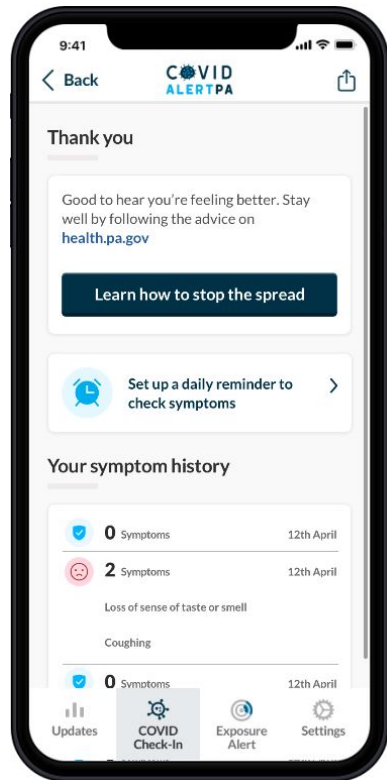 9:41
Back
COVID
ALERTPA
Thank you
Good to hear you're feeling better. Stay
well by following the advice on
health.pa.gov
Learn how to stop the spread
Set up a daily reminder to
check symptoms
Your symptom history
0 Symptoms 12th April
2 Symptoms 12th April
Loss of sense of taste or smell
Coughing
0 Symptoms 12th April
Updates
COVID
Check-In
Exposure
Alert
Settings